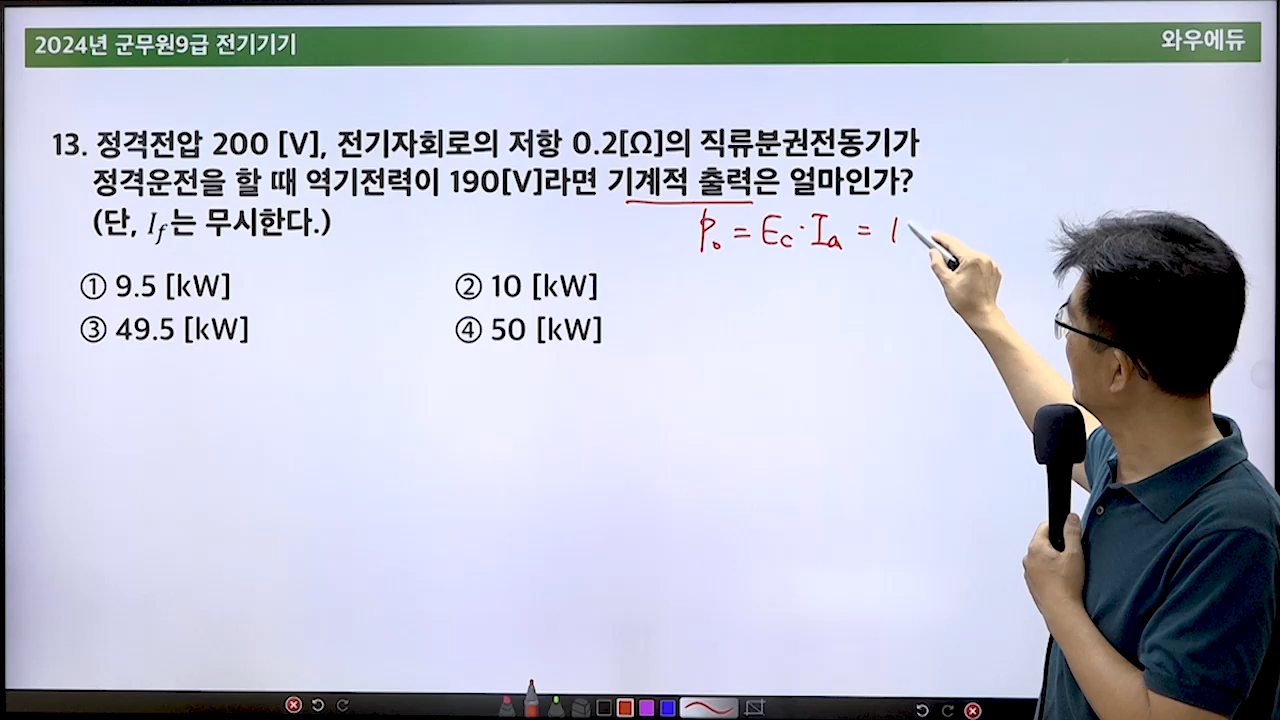 2024년 군무원9급 전기기기
와우에듀
13. 정격전압 200 [V], 전기자회로의 저항 0.2[Ω]의 직류분권전동기가
정격운전을 할 때 역기전력이 190[V]라면 기계적 출력은 얼마인가?
(단, I_f는 무시한다.)
P₀ = E_c · I_a = 1
① 9.5 [kW]
② 10 [kW]
③ 49.5 [kW]
④ 50 [kW]